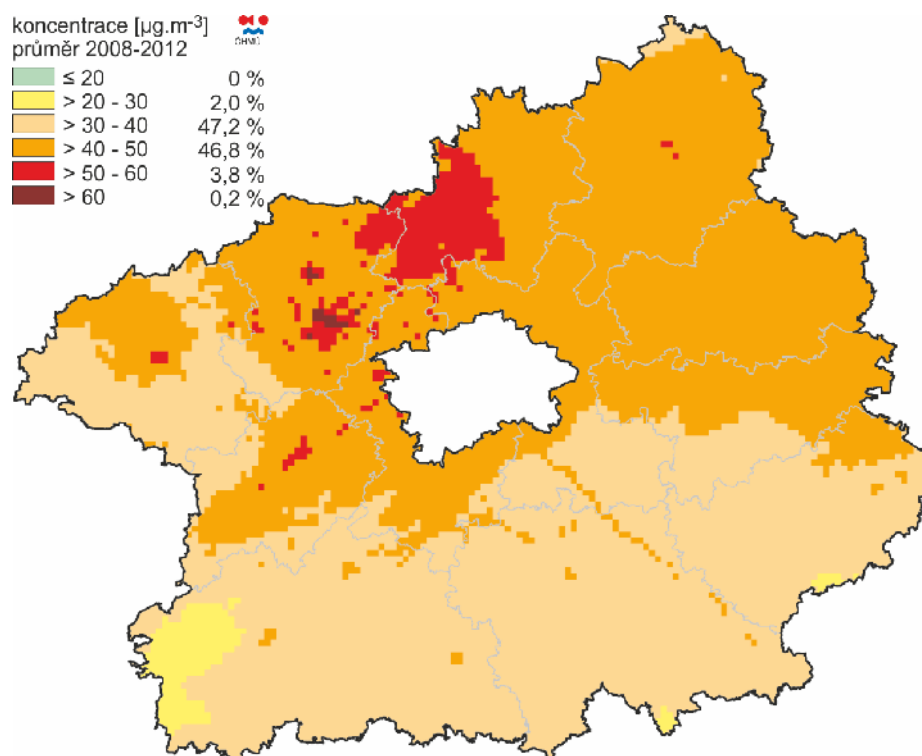 koncentrace [µg.m⁻³]
průměr 2008-2012
ČHMÚ
≤ 20 0 %
> 20 - 30 2,0 %
> 30 - 40 47,2 %
> 40 - 50 46,8 %
> 50 - 60 3,8 %
> 60 0,2 %